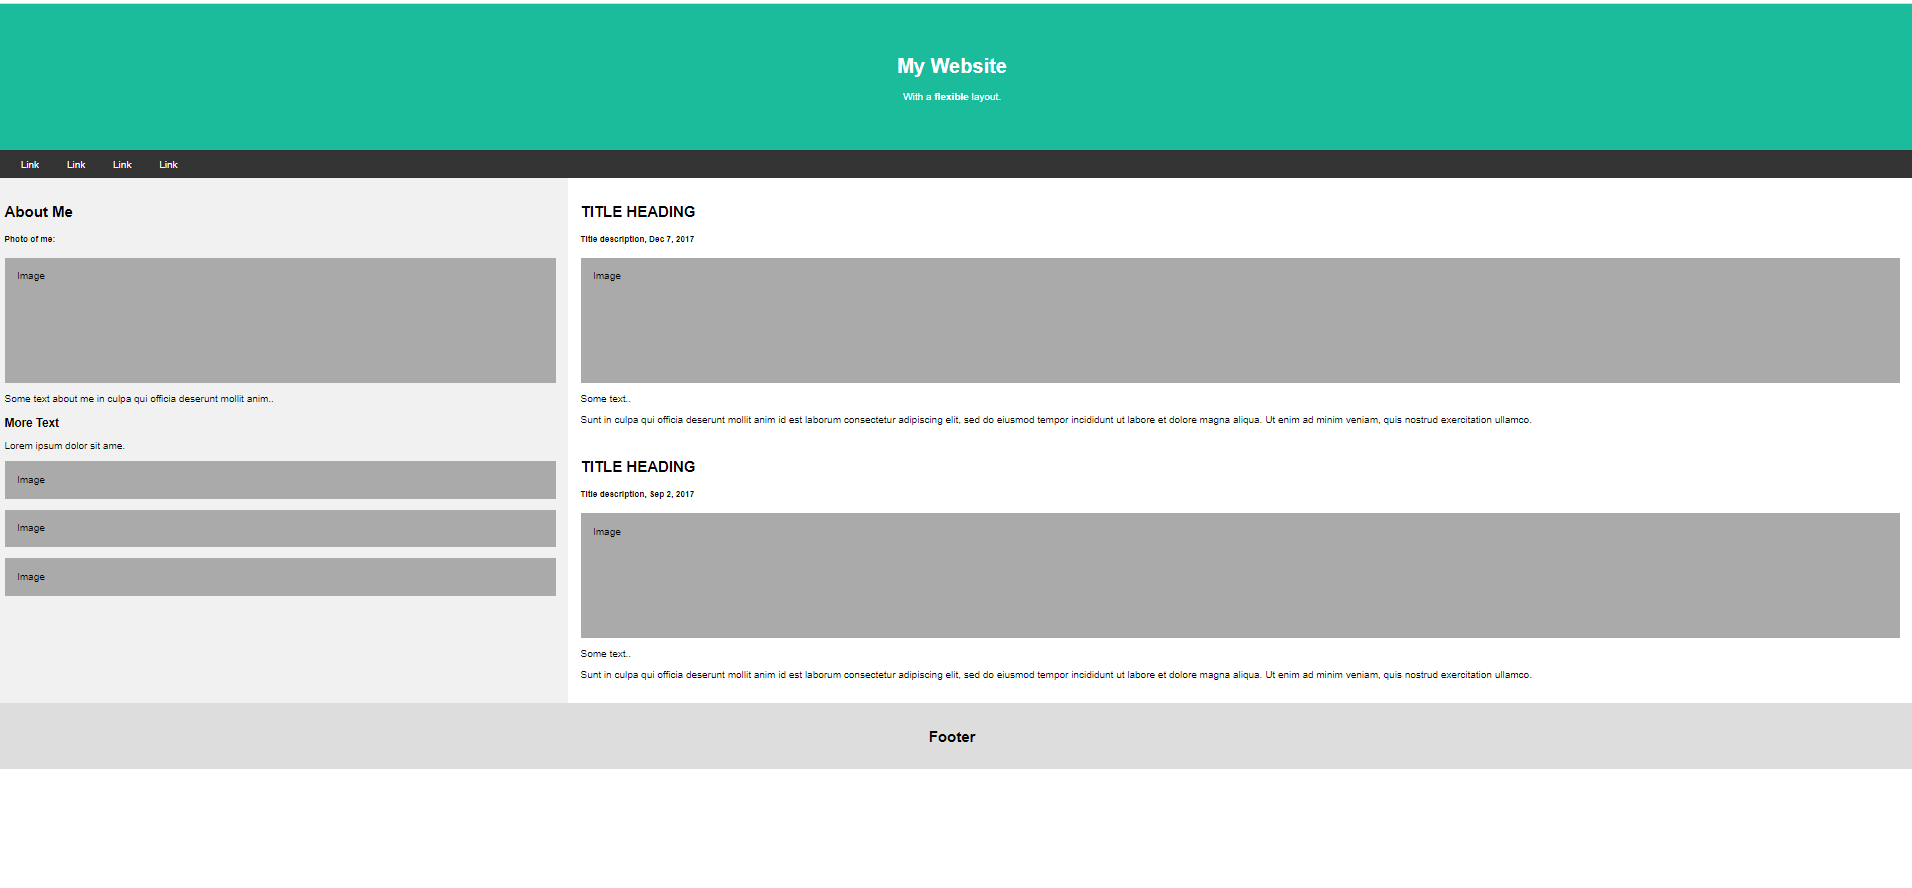 My Website
With a flexible layout.
Link Link Link Link
About Me
Photo of me:
Image
Some text about me in culpa qui officia deserunt mollit anim..
More Text
Lorem ipsum dolor sit ame.
Image
Image
Image
TITLE HEADING
Title description, Dec 7, 2017
Image
Some text..
Sunt in culpa qui officia deserunt mollit anim id est laborum consectetur adipiscing elit, sed do eiusmod tempor incididunt ut labore et dolore magna aliqua. Ut enim ad minim veniam, quis nostrud exercitation ullamco.
TITLE HEADING
Title description, Sep 2, 2017
Image
Some text..
Sunt in culpa qui officia deserunt mollit anim id est laborum consectetur adipiscing elit, sed do eiusmod tempor incididunt ut labore et dolore magna aliqua. Ut enim ad minim veniam, quis nostrud exercitation ullamco.
Footer